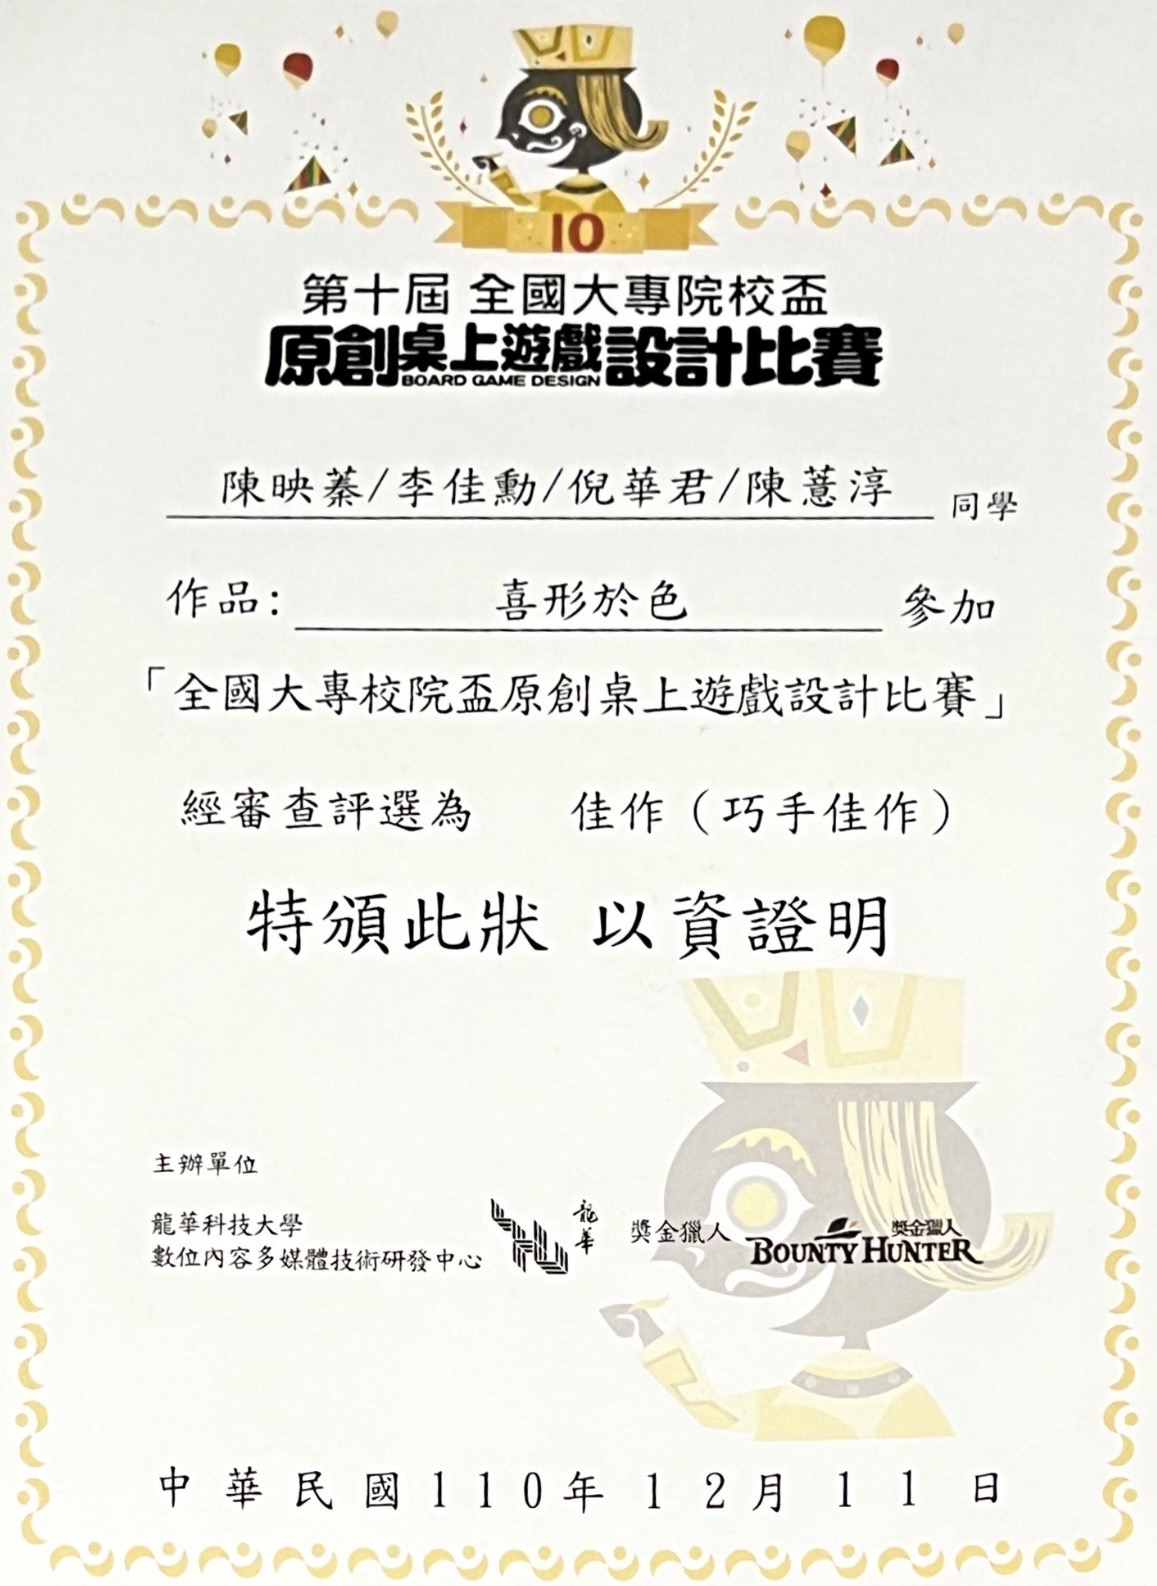 10
第十屆 全國大專院校盃
原創桌上遊戲設計比賽
BOARD GAME DESIGN
陳映蓁/李佳勳/倪華君/陳薏淳 同學
作品: 喜形於色 參加
「全國大專校院盃原創桌上遊戲設計比賽」
經審查評選為 佳作（巧手佳作）
特頒此狀 以資證明
主辦單位
龍華科技大學
數位內容多媒體技術研發中心
龍華
獎金獵人
獎金獵人
BOUNTY HUNTER
中華民國110年12月11日